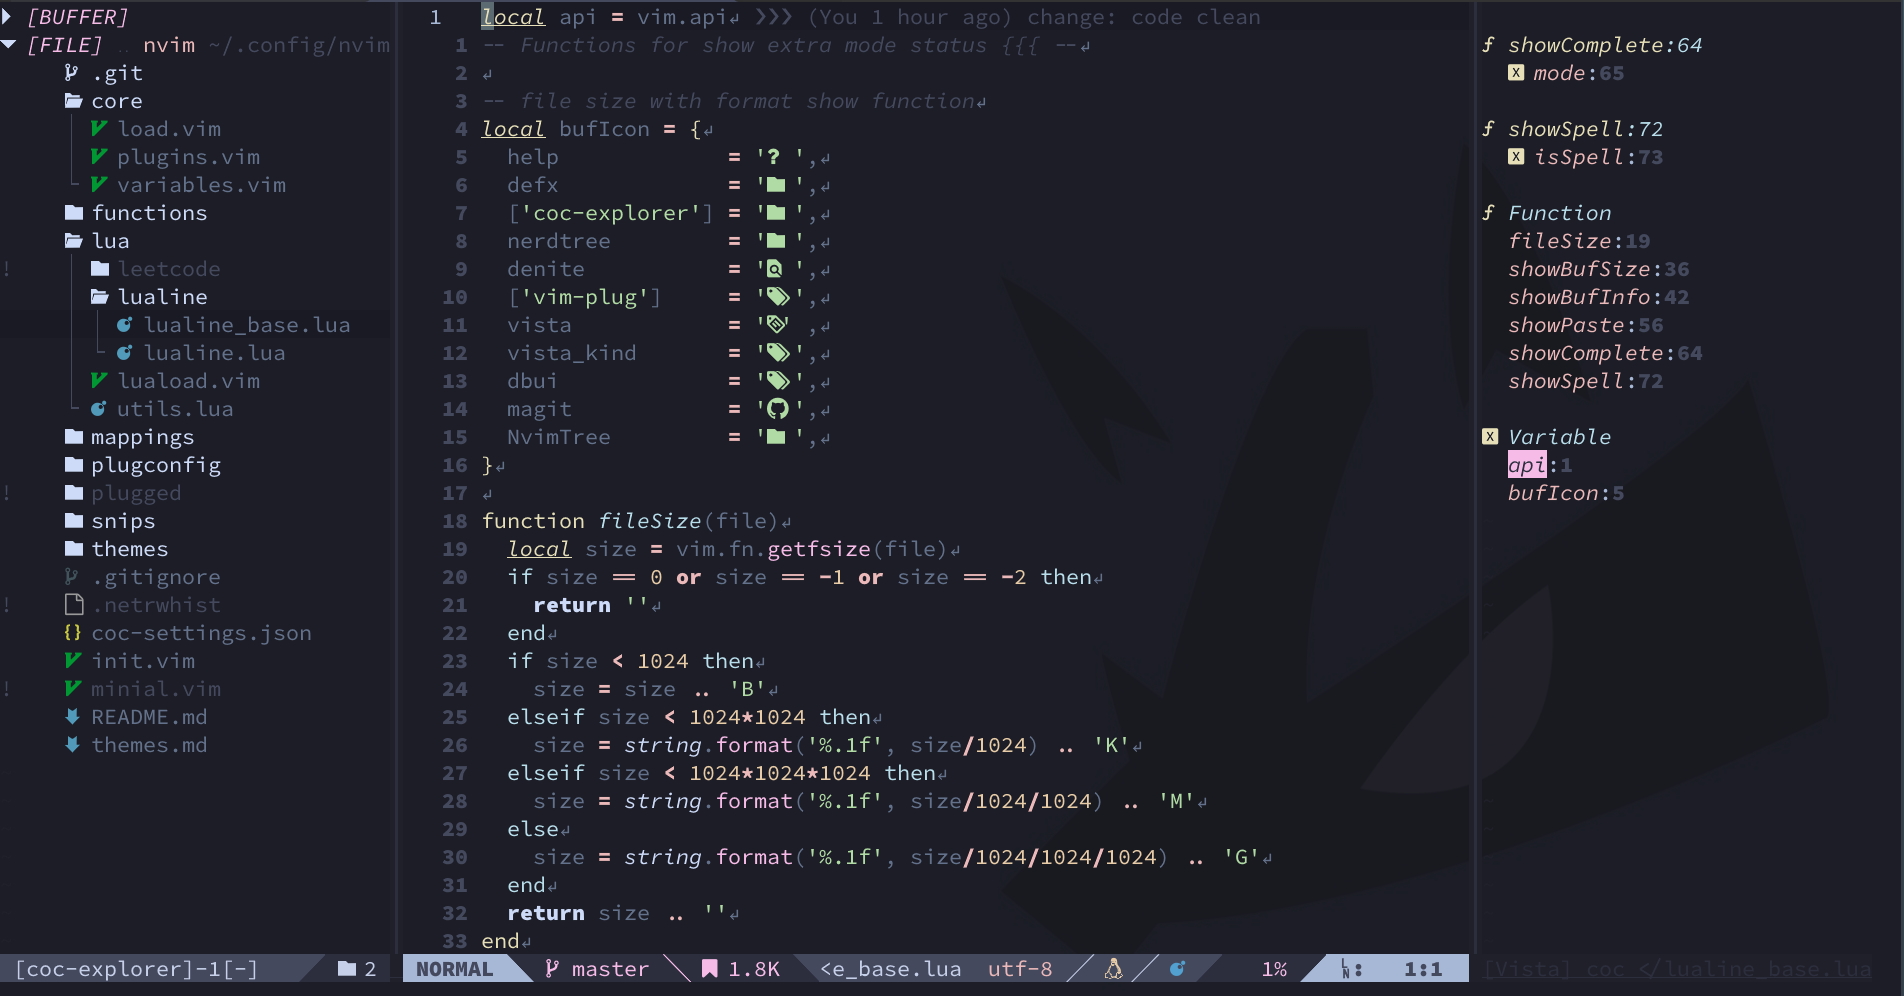 [BUFFER]
[FILE] .. nvim ~/.config/nvim
.git
core
load.vim
plugins.vim
variables.vim
functions
lua
! leetcode
lualine
lualine_base.lua
lualine.lua
luaload.vim
utils.lua
mappings
plugconfig
! plugged
snips
themes
.gitignore
! .netrwhist
{} coc-settings.json
init.vim
! minial.vim
README.md
themes.md
[coc-explorer]-1[-] 2
1 local api = vim.api↲ ❯❯❯ (You 1 hour ago) change: code clean
1 -- Functions for show extra mode status {{{ --↲
2 ↲
3 -- file size with format show function↲
4 local bufIcon = {↲
5 help = '? ',↲
6 defx = ' ',↲
7 ['coc-explorer'] = ' ',↲
8 nerdtree = ' ',↲
9 denite = ' ',↲
10 ['vim-plug'] = ' ',↲
11 vista = '' ,↲
12 vista_kind = ' ',↲
13 dbui = ' ',↲
14 magit = ' ',↲
15 NvimTree = ' ',↲
16 }↲
17 ↲
18 function fileSize(file)↲
19 local size = vim.fn.getfsize(file)↲
20 if size == 0 or size == -1 or size == -2 then↲
21 return ''↲
22 end↲
23 if size < 1024 then↲
24 size = size .. 'B'↲
25 elseif size < 1024*1024 then↲
26 size = string.format('%.1f', size/1024) .. 'K'↲
27 elseif size < 1024*1024*1024 then↲
28 size = string.format('%.1f', size/1024/1024) .. 'M'↲
29 else↲
30 size = string.format('%.1f', size/1024/1024/1024) .. 'G'↲
31 end↲
32 return size .. ''↲
33 end↲
NORMAL master 1.8K <e_base.lua utf-8 1% LN: 1:1
ƒ showComplete:64
x mode:65
ƒ showSpell:72
x isSpell:73
ƒ Function
fileSize:19
showBufSize:36
showBufInfo:42
showPaste:56
showComplete:64
showSpell:72
x Variable
api:1
bufIcon:5
[Vista] coc </lualine_base.lua